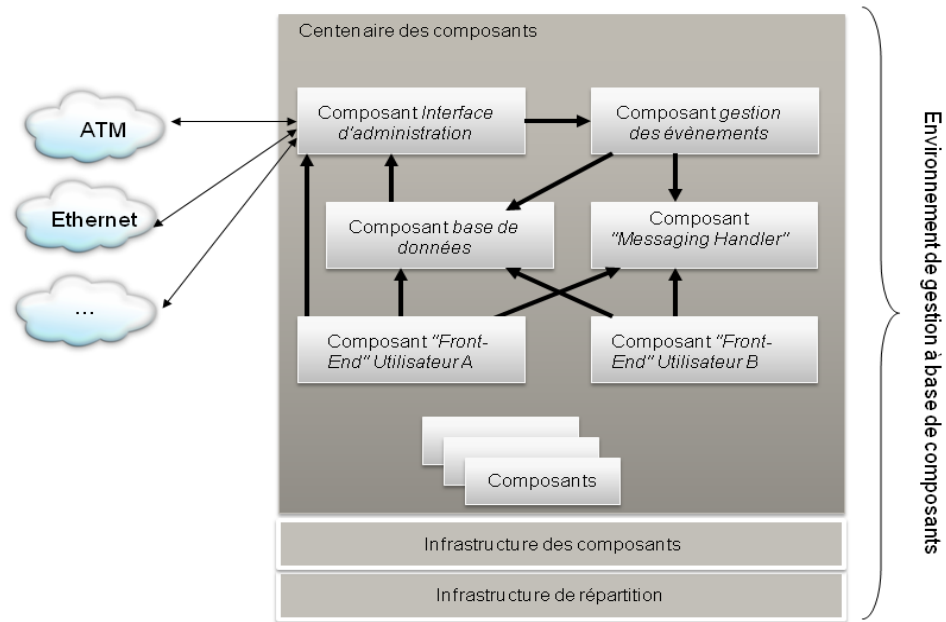 Centenaire des composants
Composant Interface
d'administration
Composant gestion
des évènements
ATM
Ethernet
...
Composant base de
données
Composant
"Messaging Handler"
Composant "Front-
End" Utilisateur A
Composant "Front-
End" Utilisateur B
Composants
Infrastructure des composants
Infrastructure de répartition
Environnement de gestion à base de composants